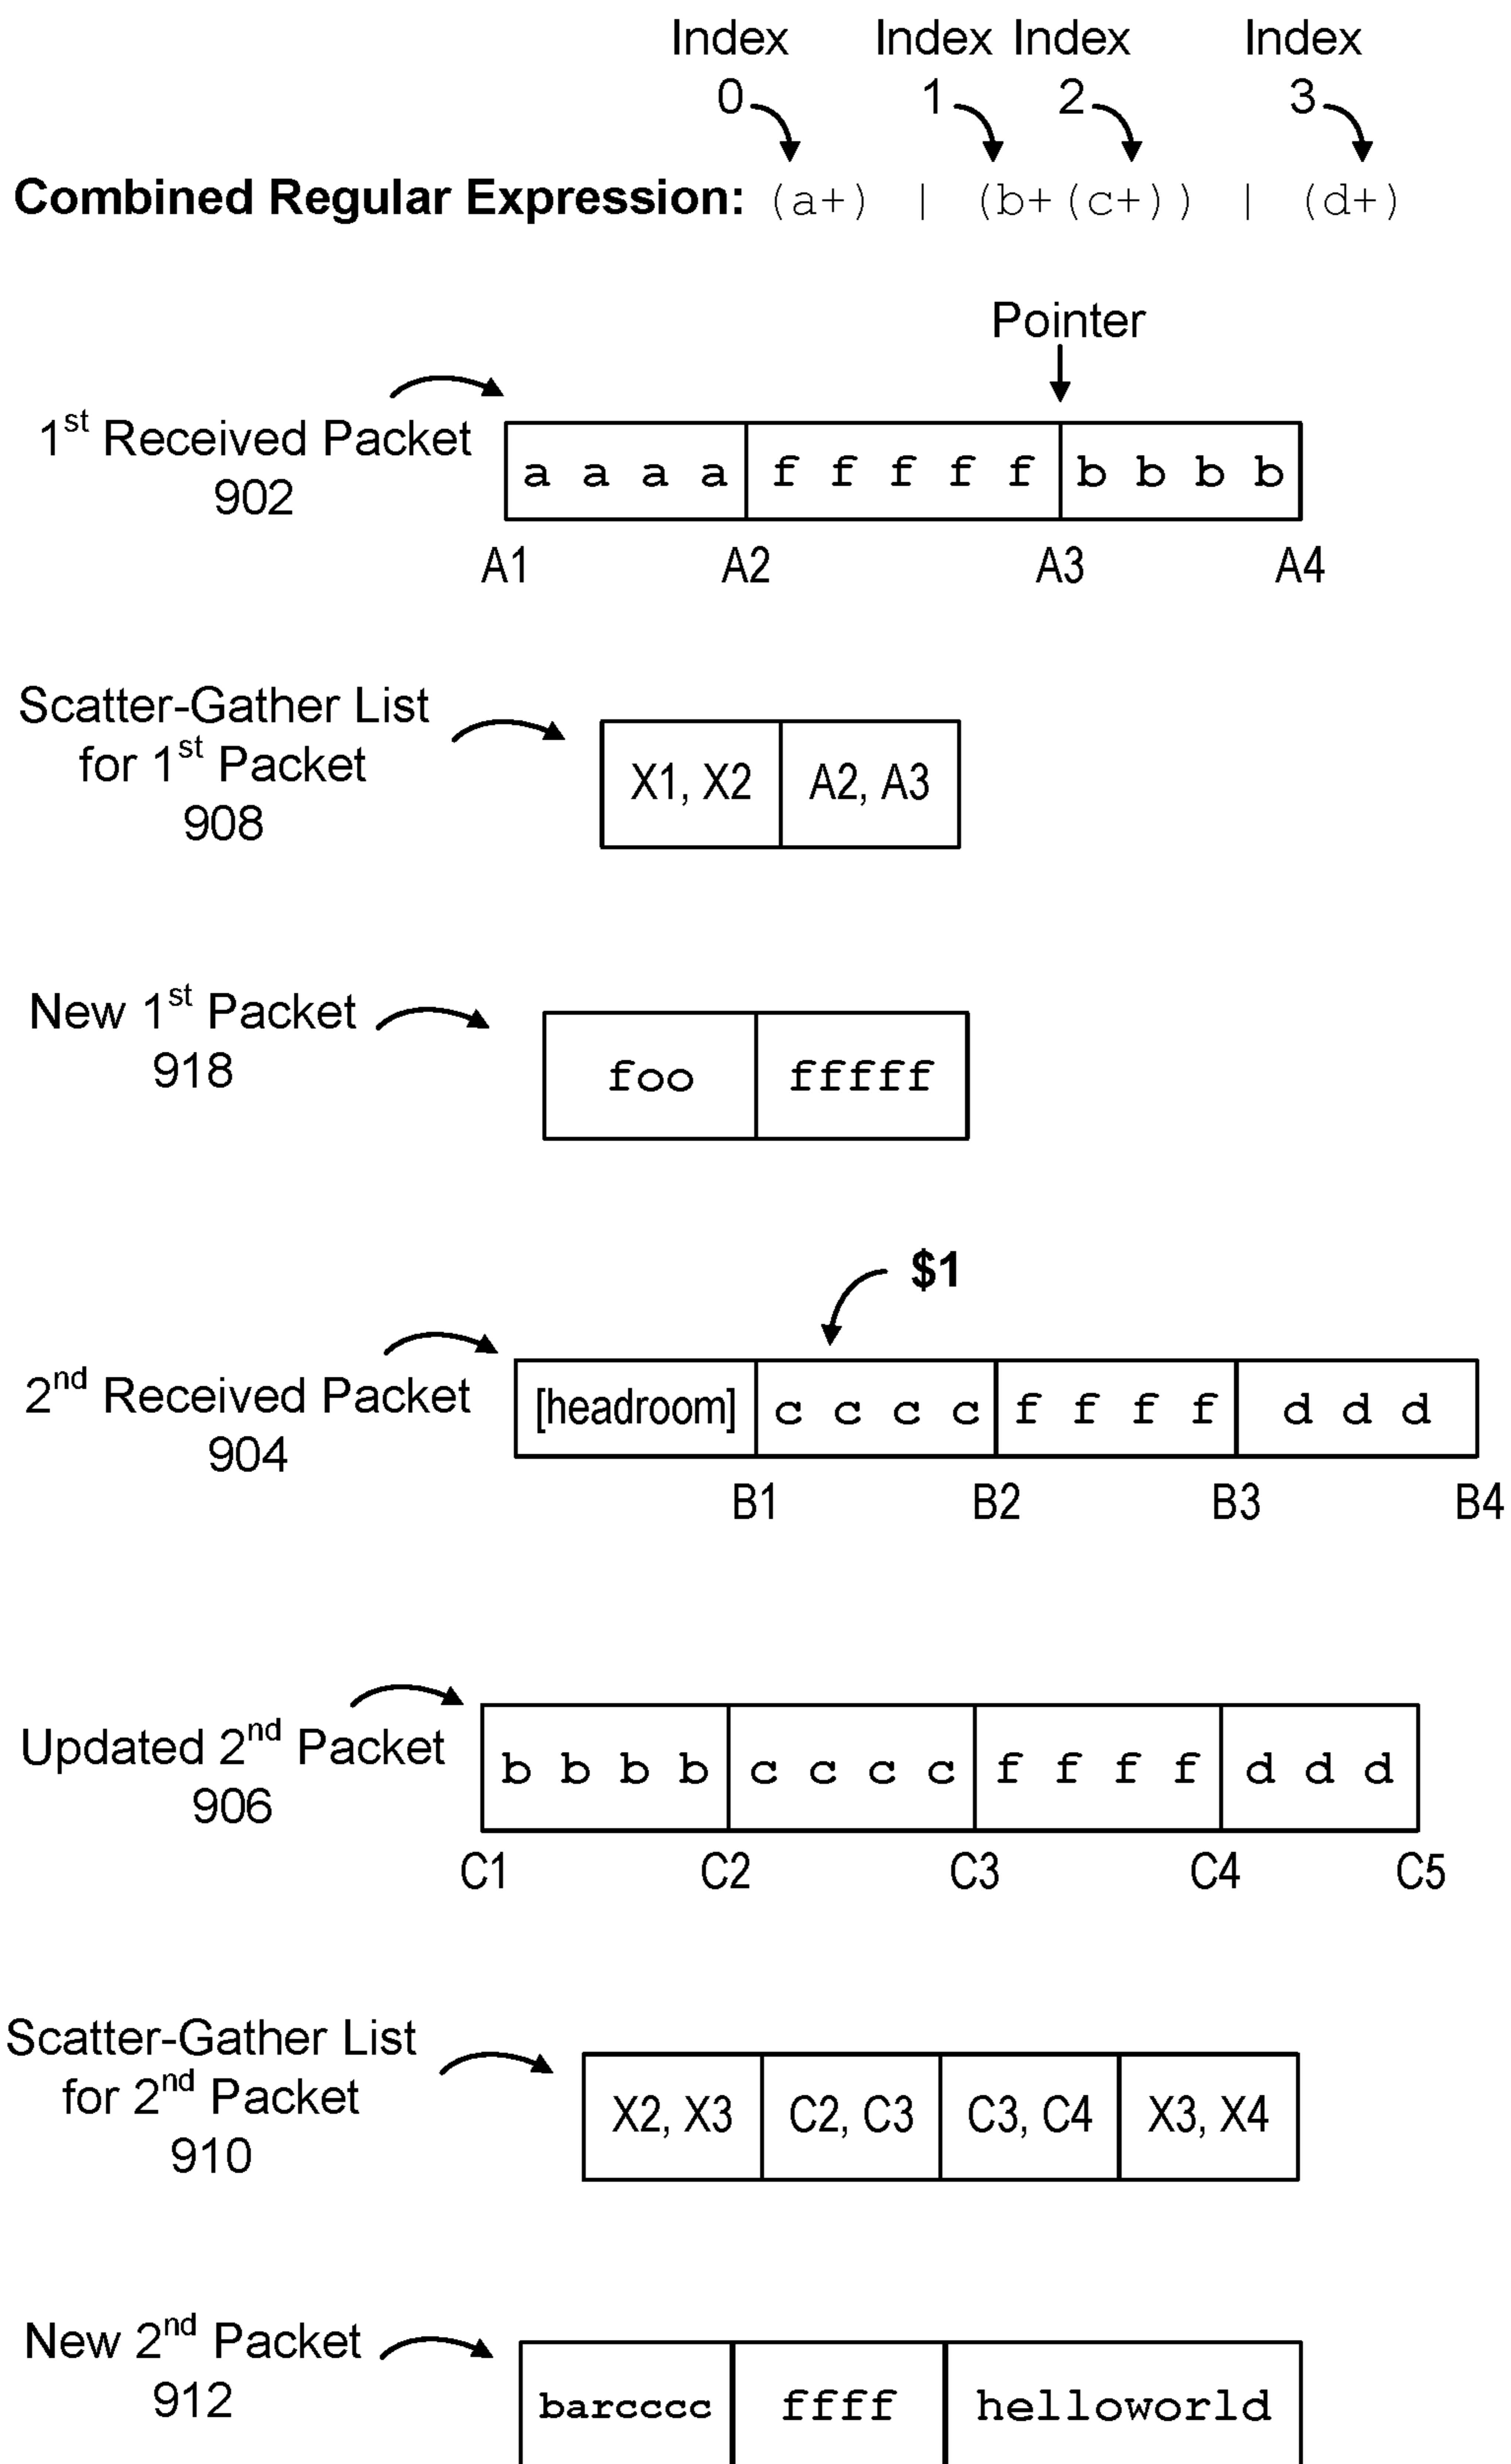 Index Index Index Index
0 1 2 3
Combined Regular Expression: (a+) | (b+(c+)) | (d+)
Pointer
1st Received Packet
902
a a a a f f f f f b b b b
A1 A2 A3 A4
Scatter-Gather List
for 1st Packet
908
X1, X2 A2, A3
New 1st Packet
918
foo fffff
$1
2nd Received Packet
904
[headroom] c c c c f f f f d d d
B1 B2 B3 B4
Updated 2nd Packet
906
b b b b c c c c f f f f d d d
C1 C2 C3 C4 C5
Scatter-Gather List
for 2nd Packet
910
X2, X3 C2, C3 C3, C4 X3, X4
New 2nd Packet
912
barcccc ffff helloworld